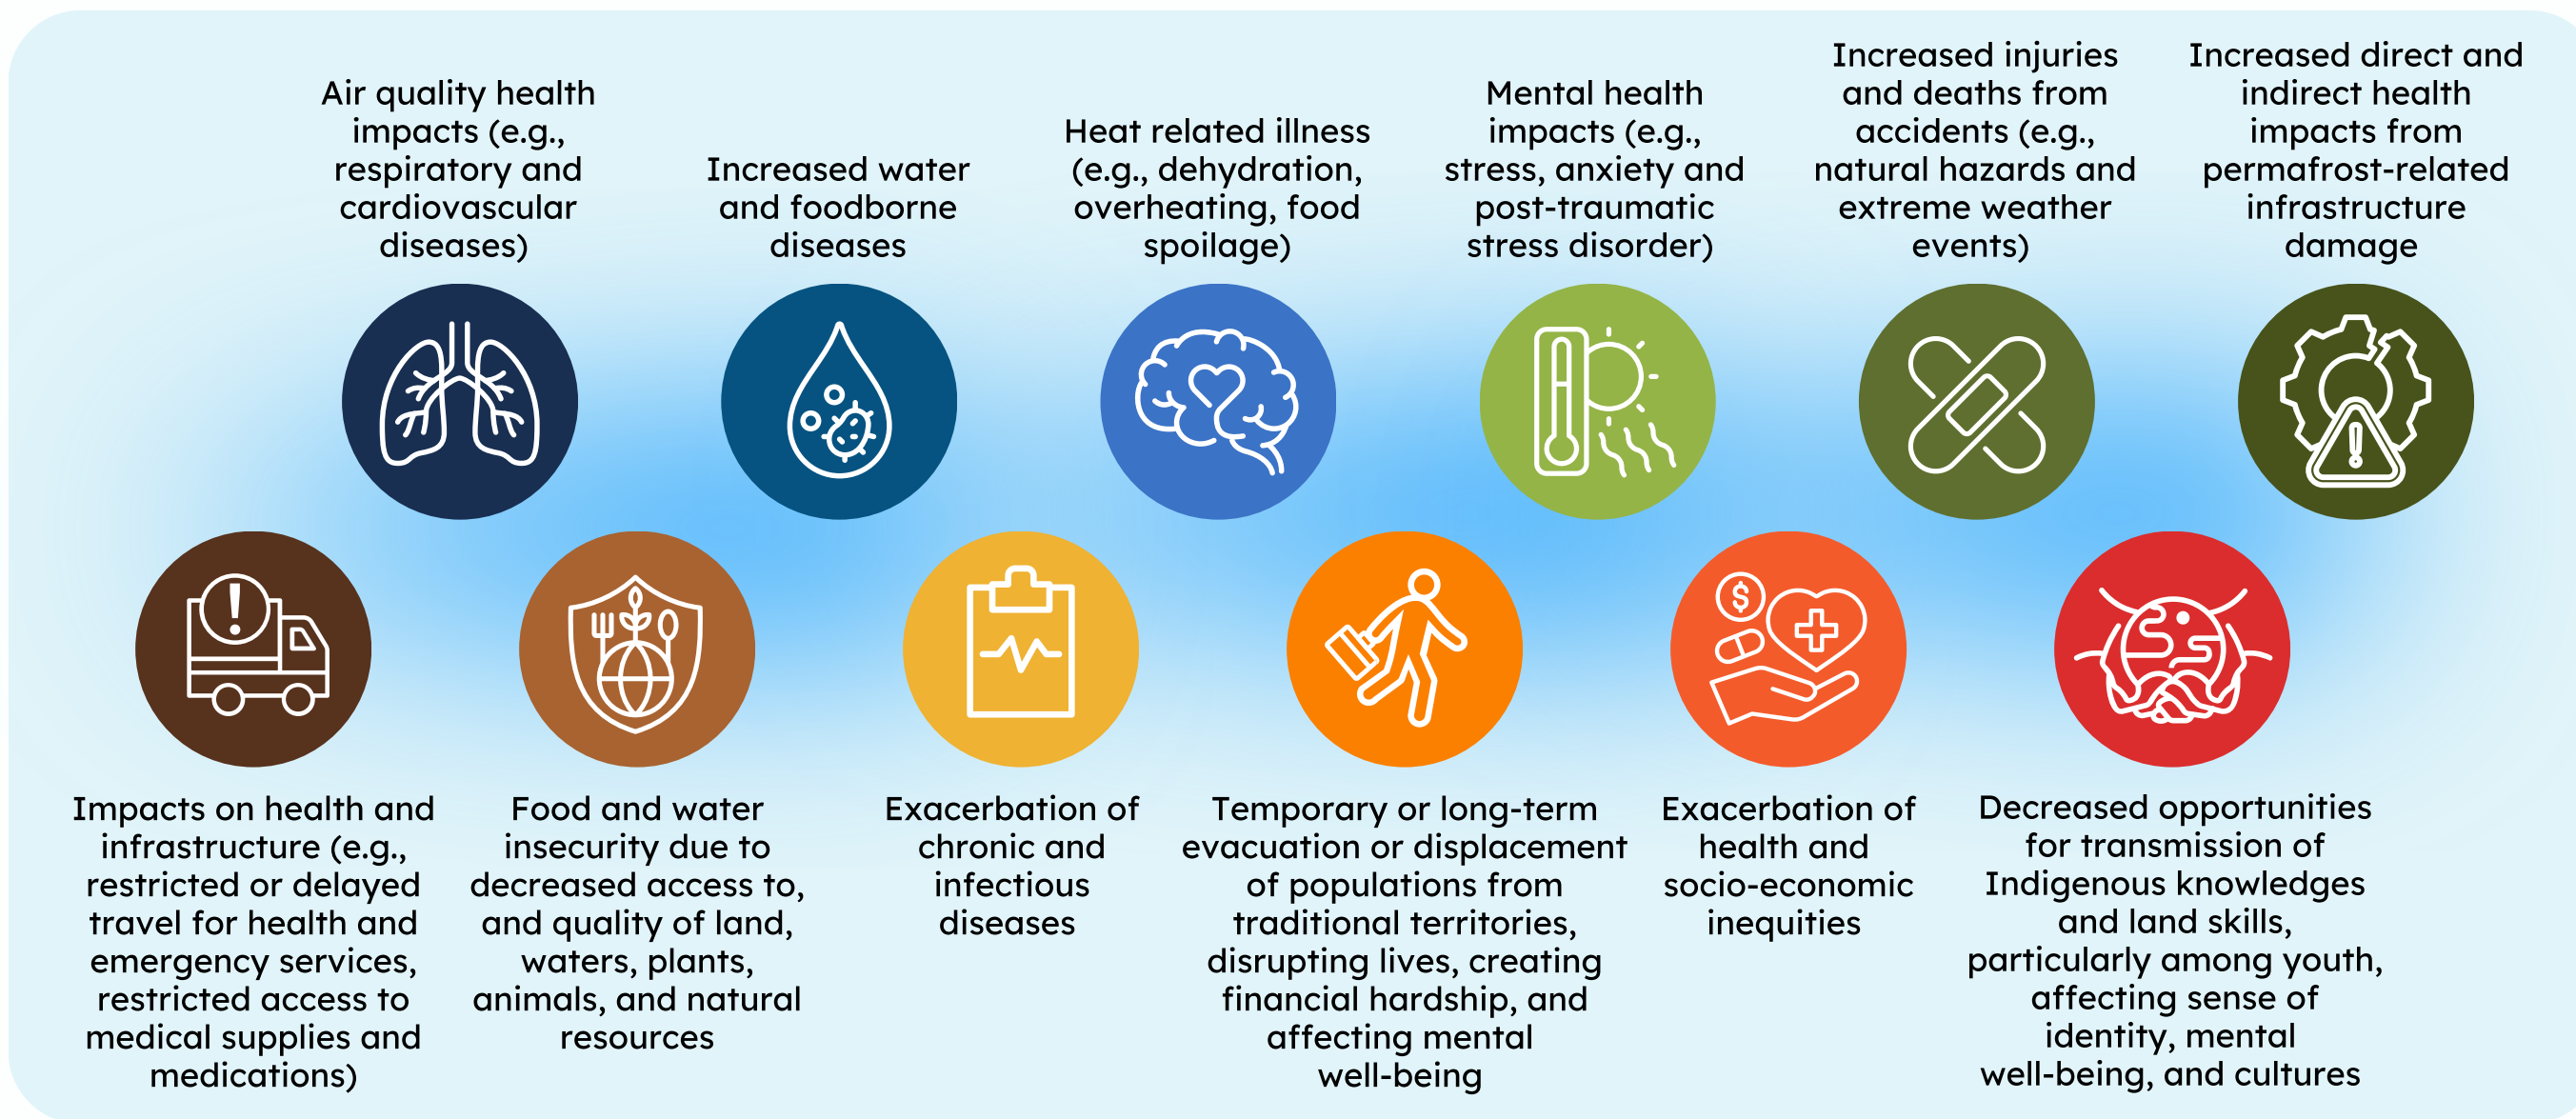 Air quality health
impacts (e.g.,
respiratory and
cardiovascular
diseases)
Increased water
and foodborne
diseases
Heat related illness
(e.g., dehydration,
overheating, food
spoilage)
Mental health
impacts (e.g.,
stress, anxiety and
post-traumatic
stress disorder)
Increased injuries
and deaths from
accidents (e.g.,
natural hazards and
extreme weather
events)
Increased direct and
indirect health
impacts from
permafrost-related
infrastructure
damage
Impacts on health and
infrastructure (e.g.,
restricted or delayed
travel for health and
emergency services,
restricted access to
medical supplies and
medications)
Food and water
insecurity due to
decreased access to,
and quality of land,
waters, plants,
animals, and natural
resources
Exacerbation of
chronic and
infectious
diseases
Temporary or long-term
evacuation or displacement
of populations from
traditional territories,
disrupting lives, creating
financial hardship, and
affecting mental
well-being
Exacerbation of
health and
socio-economic
inequities
Decreased opportunities
for transmission of
Indigenous knowledges
and land skills,
particularly among youth,
affecting sense of
identity, mental
well-being, and cultures